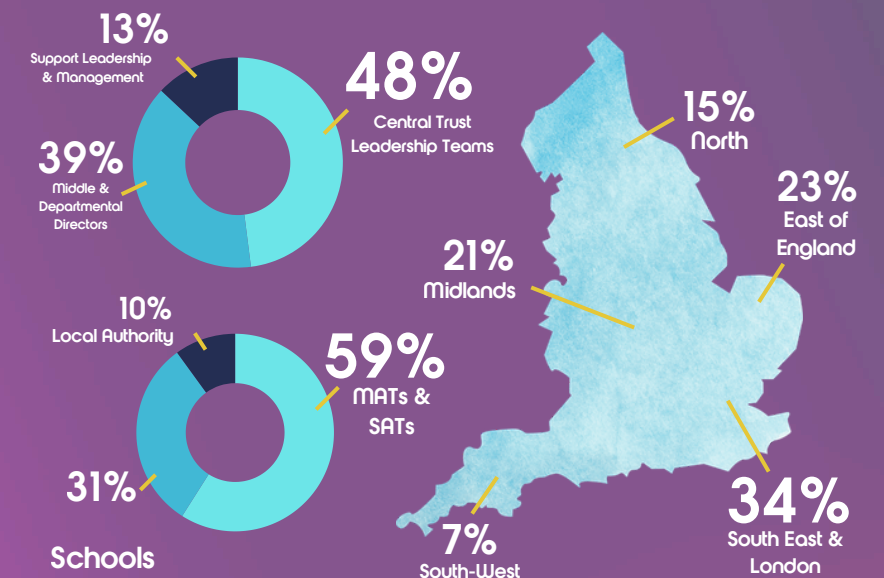 13%
Support Leadership
& Management
48%
Central Trust
Leadership Teams
39%
Middle &
Departmental
Directors
10%
Local Authority
59%
MATs &
SATs
31%
Schools
15%
North
23%
East of
England
21%
Midlands
34%
South East &
London
7%
South-West